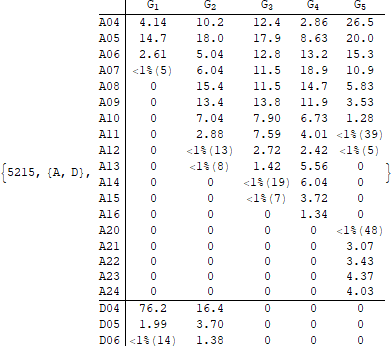 G1 G2 G3 G4 G5
A04 4.14 10.2 12.4 2.86 26.5
A05 14.7 18.0 17.9 8.63 20.0
A06 2.61 5.04 12.8 13.2 15.3
A07 <1%(5) 6.04 11.5 18.9 10.9
A08 0 15.4 11.5 14.7 5.83
A09 0 13.4 13.8 11.9 3.53
A10 0 7.04 7.90 6.73 1.28
A11 0 2.88 7.59 4.01 <1%(39)
A12 0 <1%(13) 2.72 2.42 <1%(5)
{5215, {A, D}, A13 0 <1%(8) 1.42 5.56 0 }
A14 0 0 <1%(19) 6.04 0
A15 0 0 <1%(7) 3.72 0
A16 0 0 0 1.34 0
A20 0 0 0 0 <1%(48)
A21 0 0 0 0 3.07
A22 0 0 0 0 3.43
A23 0 0 0 0 4.37
A24 0 0 0 0 4.03
D04 76.2 16.4 0 0 0
D05 1.99 3.70 0 0 0
D06 <1%(14) 1.38 0 0 0